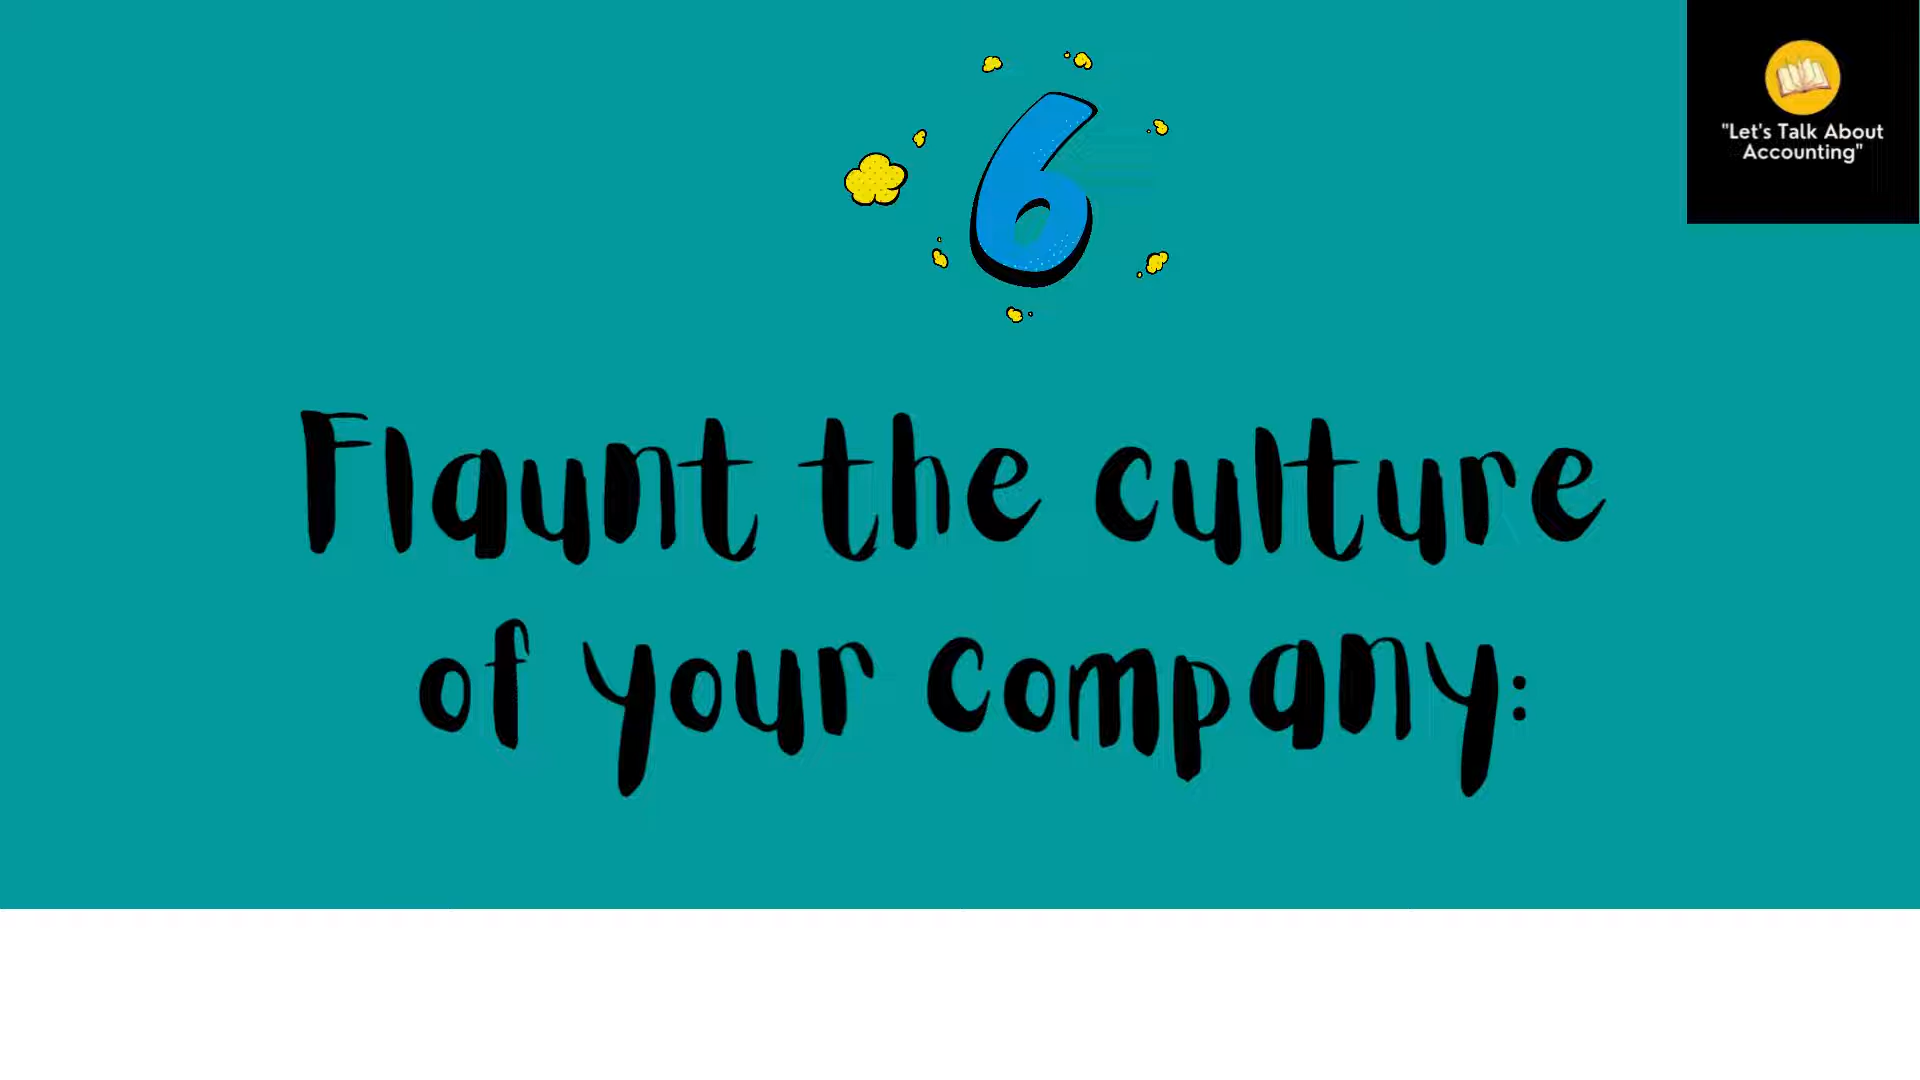 6
"Let's Talk About
Accounting"
Flaunt the culture
of your company: